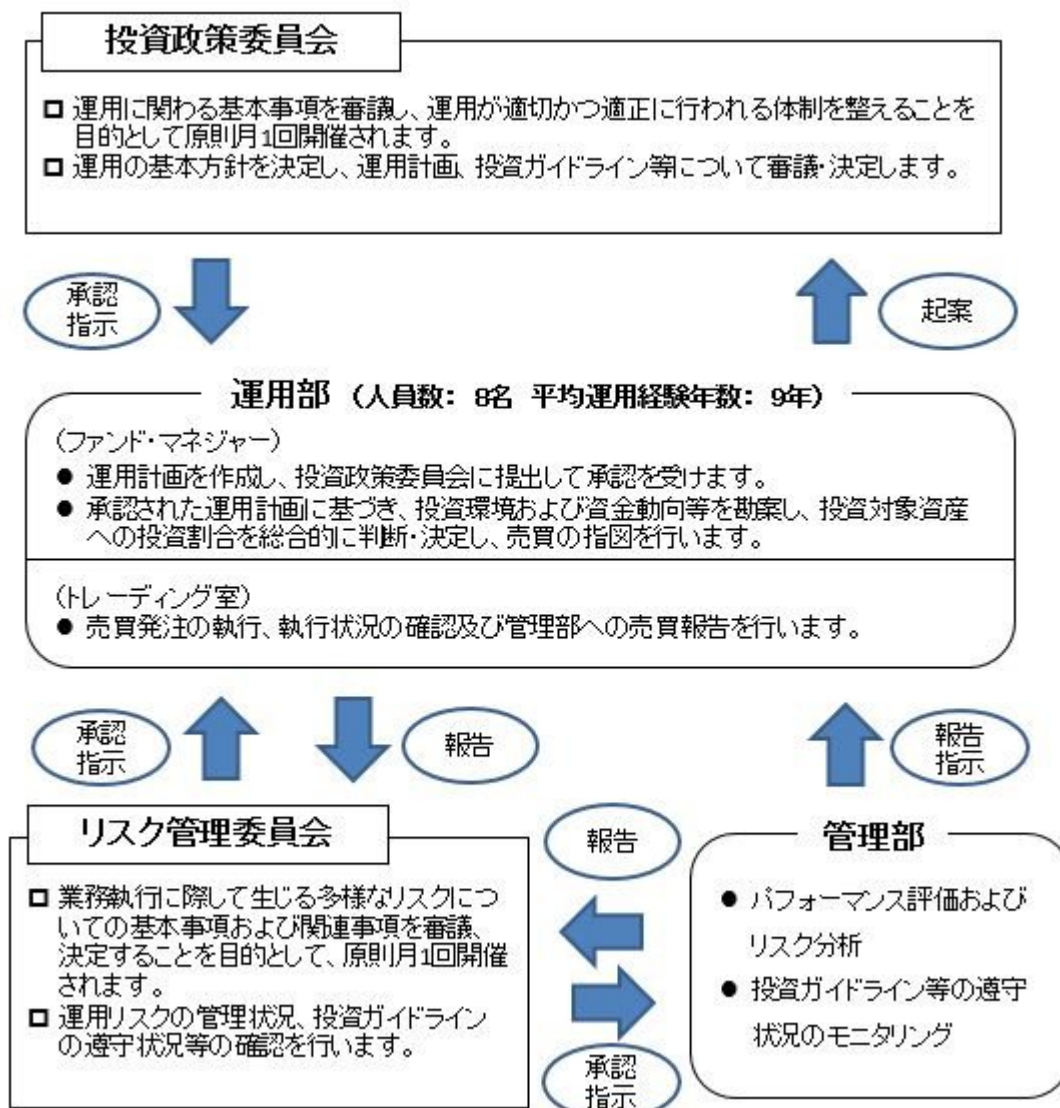 投資政策委員会
運用に関わる基本事項を審議し、運用が適切かつ適正に行われる体制を整えることを
目的として原則月1回開催されます。
運用の基本方針を決定し、運用計画、投資ガイドライン等について審議・決定します。
承認
指示
起案
運用部 (人員数: 8名 平均運用経験年数: 9年)
(ファンド・マネジャー)
● 運用計画を作成し、投資政策委員会に提出して承認を受けます。
● 承認された運用計画に基づき、投資環境および資金動向等を勘案し、投資対象資産
への投資割合を総合的に判断・決定し、売買の指図を行います。
(トレーディング室)
● 売買発注の執行、執行状況の確認及び管理部への売買報告を行います。
承認
指示
報告
報告
指示
リスク管理委員会
業務執行に際して生じる多様なリスクにつ
いての基本事項および関連事項を審議、
決定することを目的として、原則月1回開催
されます。
運用リスクの管理状況、投資ガイドライン
の遵守状況等の確認を行います。
報告
承認
指示
管理部
● パフォーマンス評価および
リスク分析
● 投資ガイドライン等の遵守
状況のモニタリング